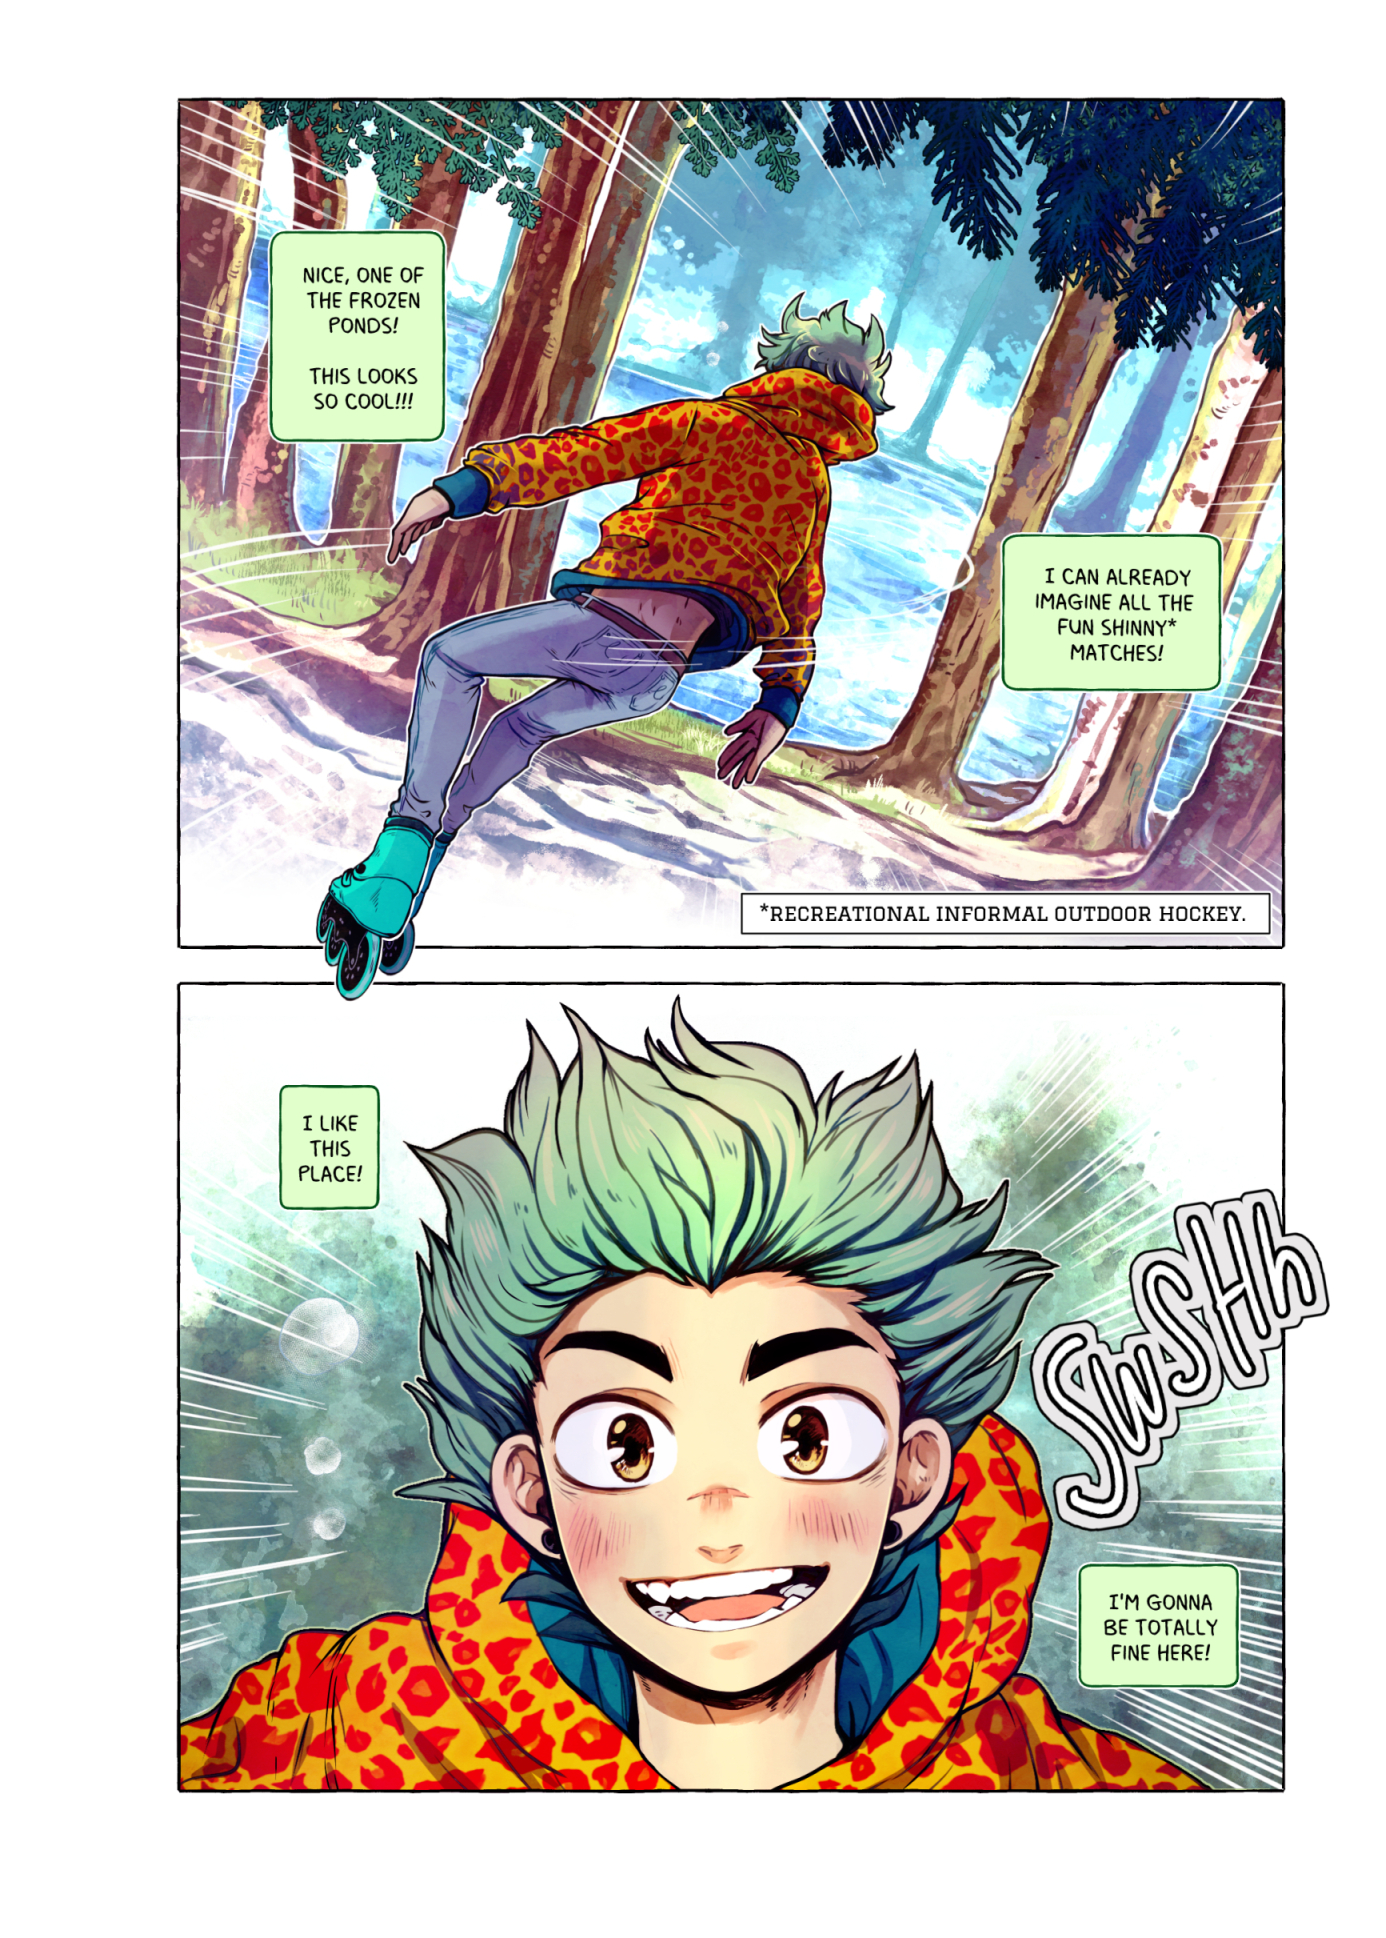 NICE, ONE OF
THE FROZEN
PONDS!
THIS LOOKS
SO COOL!!!
I CAN ALREADY
IMAGINE ALL THE
FUN SHINNY*
MATCHES!
*RECREATIONAL INFORMAL OUTDOOR HOCKEY.
I LIKE
THIS
PLACE!
SWSHhh
I'M GONNA
BE TOTALLY
FINE HERE!